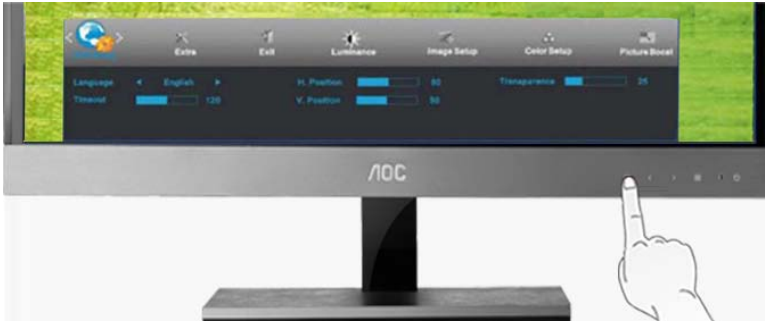 Extra
Exit
Luminance
Image Setup
Color Setup
Picture Boost
Language
English
H. Position
50
Transparence
25
Timeout
120
V. Position
50
AOC